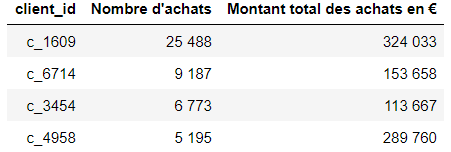 client_id Nombre d'achats Montant total des achats en €
c_1609 25 488 324 033
c_6714 9 187 153 658
c_3454 6 773 113 667
c_4958 5 195 289 760